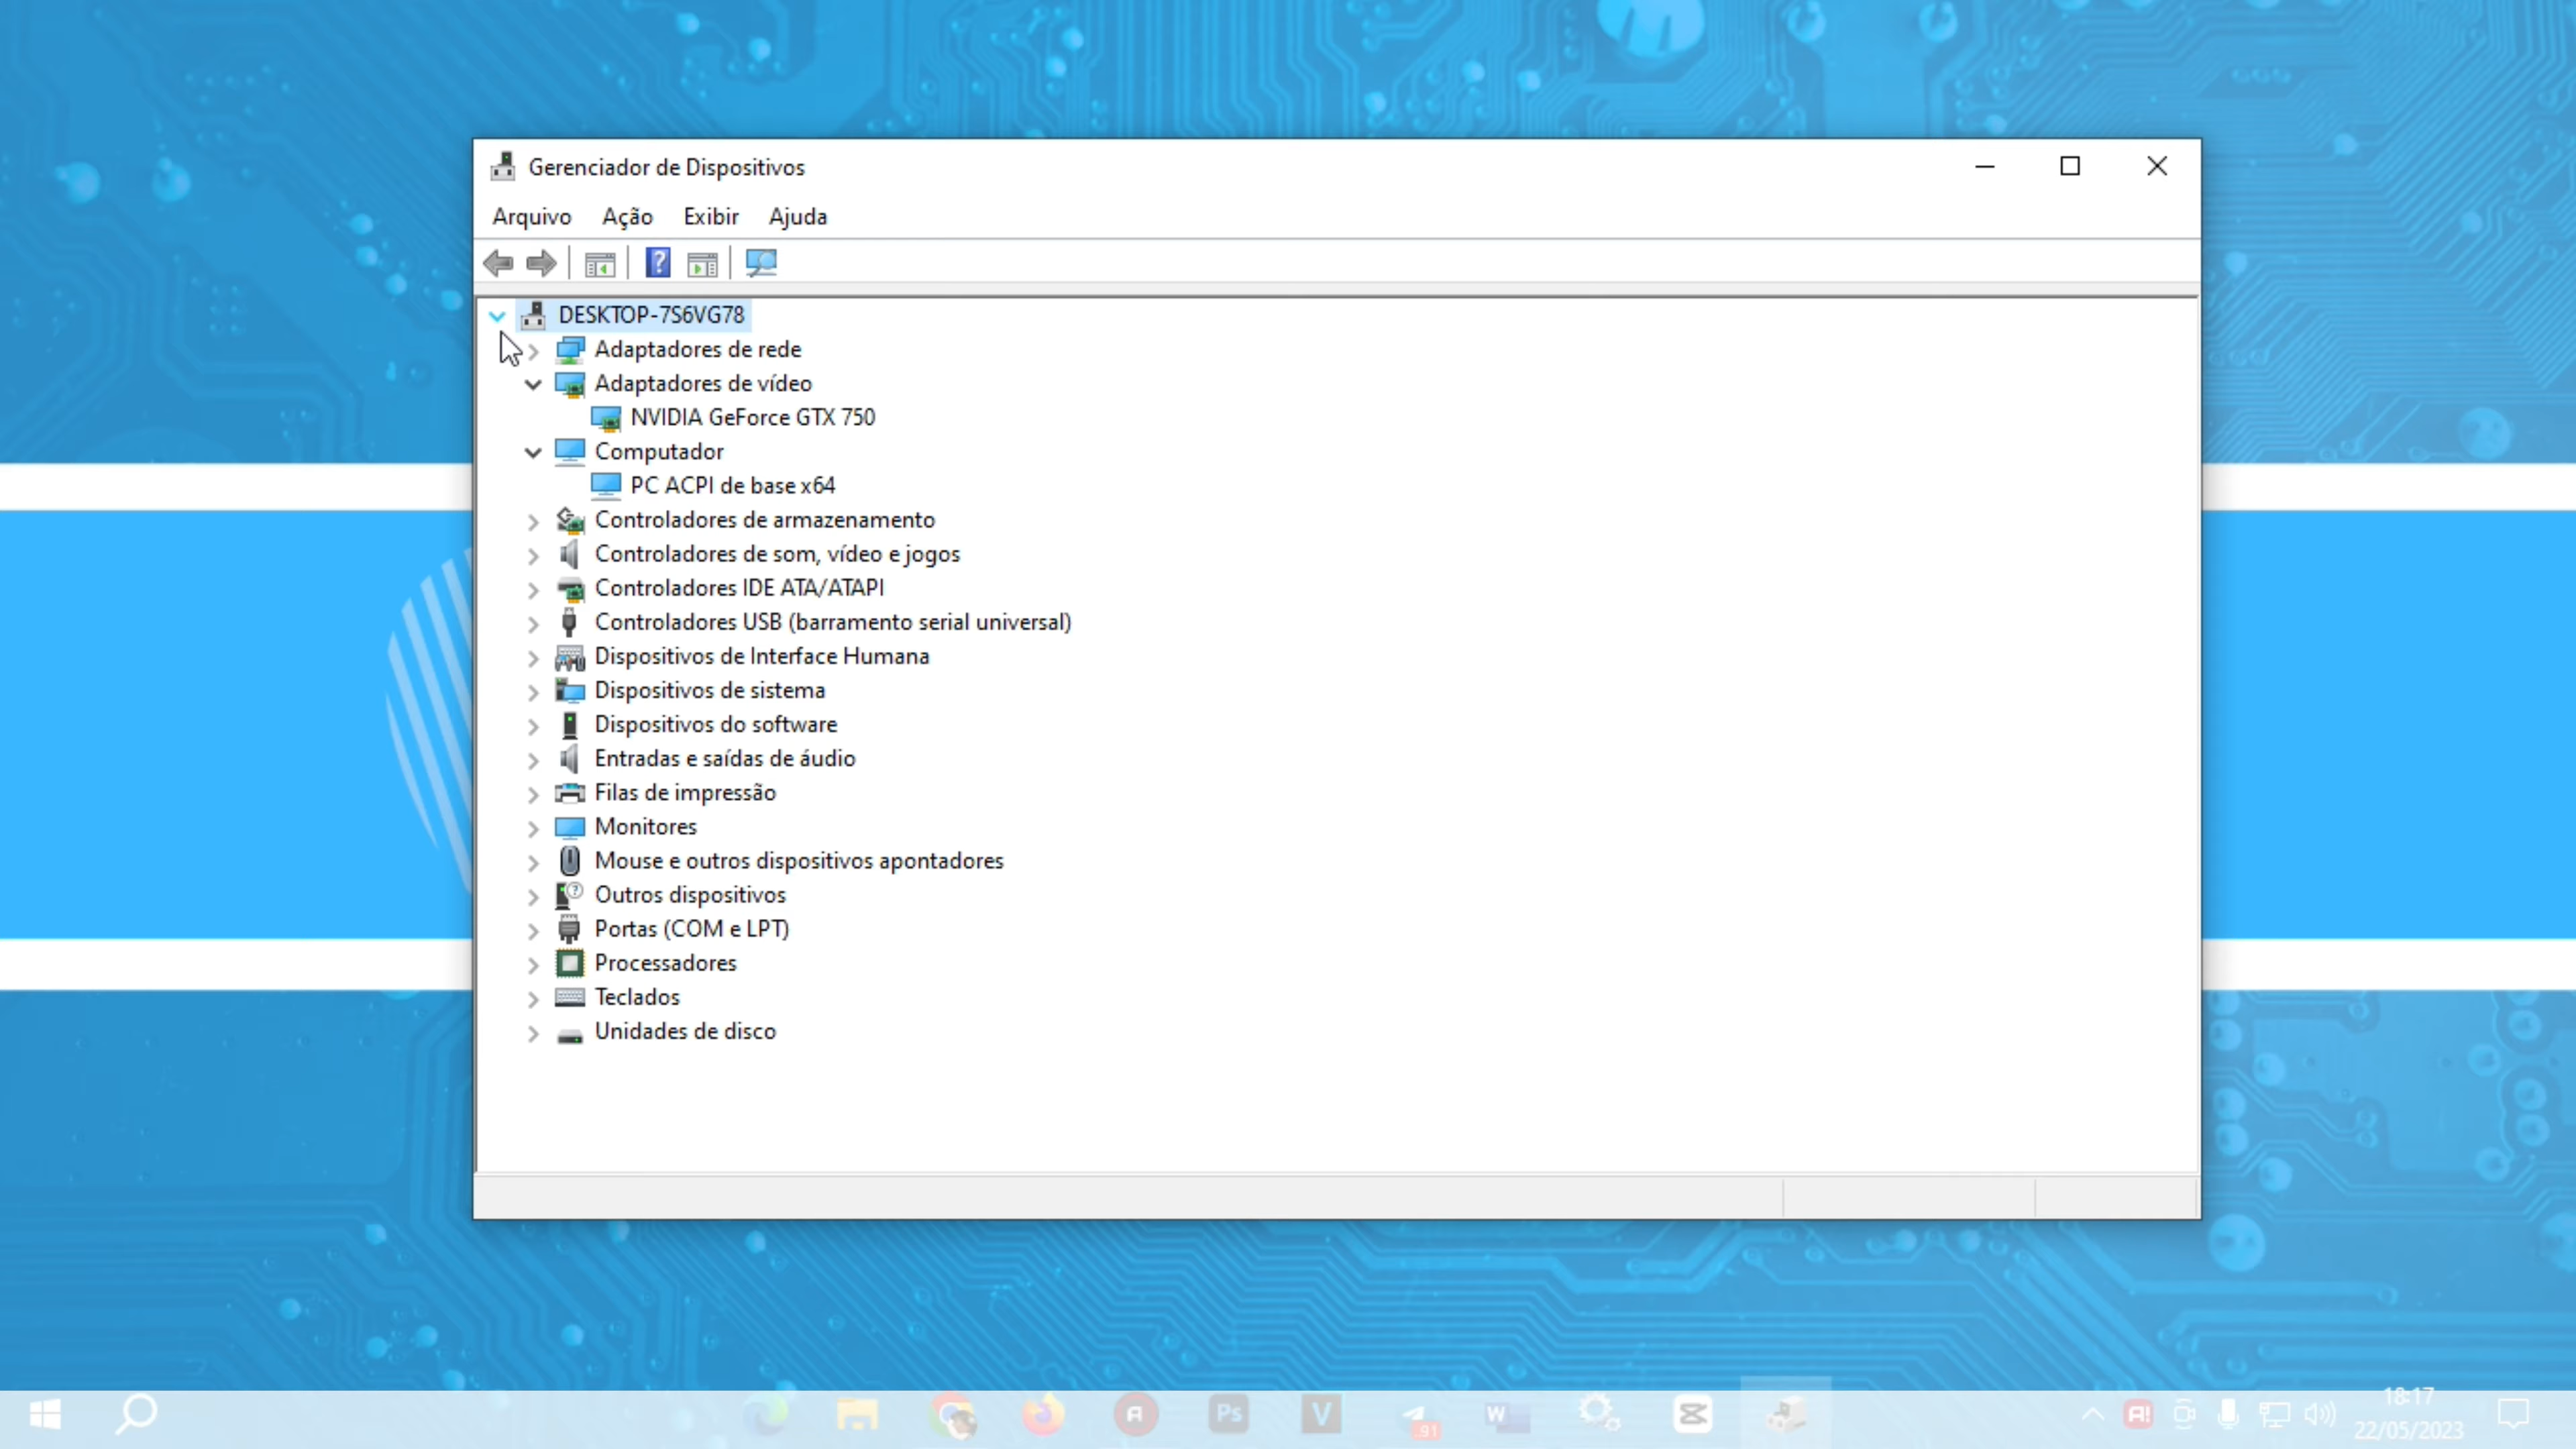 Gerenciador de Dispositivos
Arquivo Ação Exibir Ajuda
DESKTOP-7S6VG78
Adaptadores de rede
Adaptadores de vídeo
NVIDIA GeForce GTX 750
Computador
PC ACPI de base x64
Controladores de armazenamento
Controladores de som, vídeo e jogos
Controladores IDE ATA/ATAPI
Controladores USB (barramento serial universal)
Dispositivos de Interface Humana
Dispositivos de sistema
Dispositivos do software
Entradas e saídas de áudio
Filas de impressão
Monitores
Mouse e outros dispositivos apontadores
Outros dispositivos
Portas (COM e LPT)
Processadores
Teclados
Unidades de disco
A Ps V 91 W A! 18:17
22/05/2023